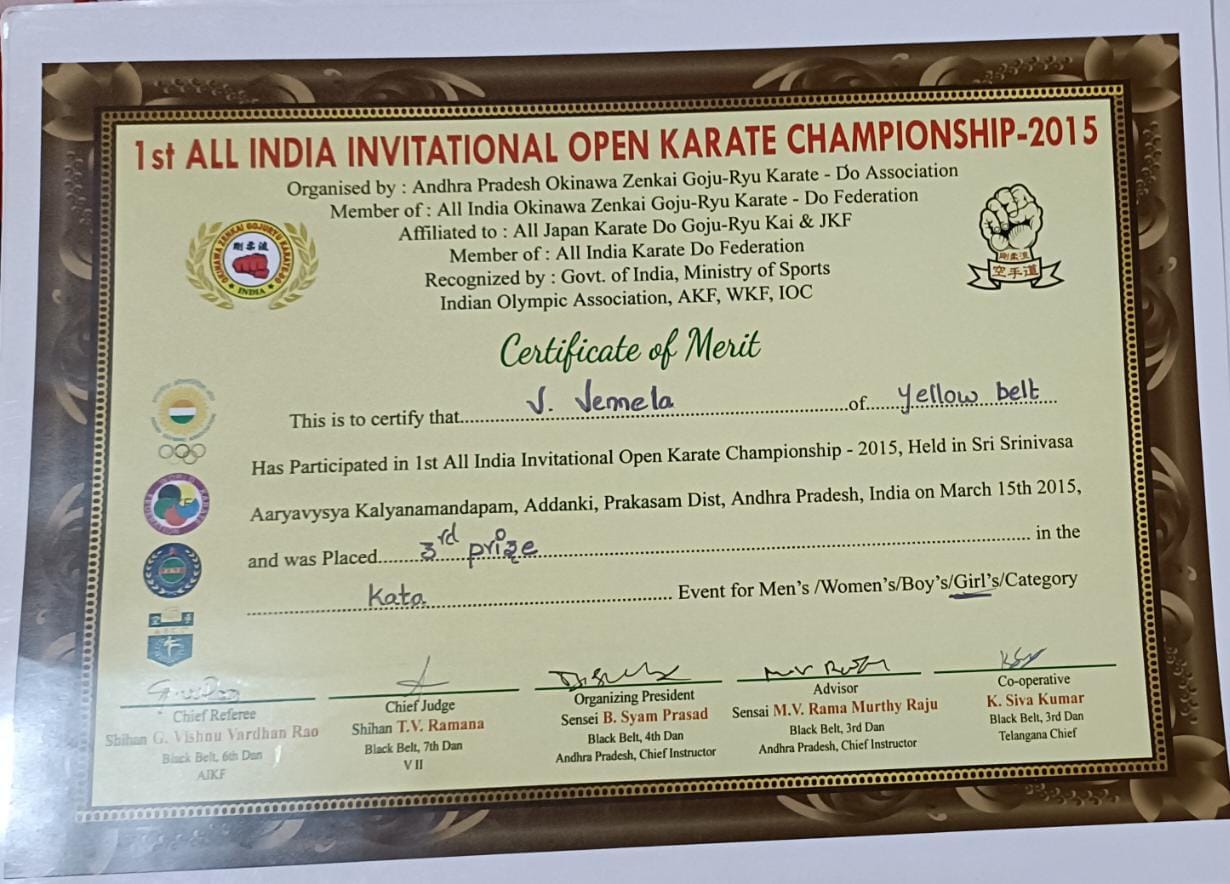 1st ALL INDIA INVITATIONAL OPEN KARATE CHAMPIONSHIP-2015
Organised by : Andhra Pradesh Okinawa Zenkai Goju-Ryu Karate - Do Association
Member of : All India Okinawa Zenkai Goju-Ryu Karate - Do Federation
Affiliated to : All Japan Karate Do Goju-Ryu Kai & JKF
Member of : All India Karate Do Federation
Recognized by : Govt. of India, Ministry of Sports
Indian Olympic Association, AKF, WKF, IOC
OKINAWA ZENKAI GOJURYU KARATE-DO
剛柔流
INDIA
剛柔流
空手道
Certificate of Merit
This is to certify that J. Jemela of Yellow belt
Has Participated in 1st All India Invitational Open Karate Championship - 2015, Held in Sri Srinivasa
Aaryavysya Kalyanamandapam, Addanki, Prakasam Dist, Andhra Pradesh, India on March 15th 2015,
and was Placed 3rd prize in the
Kata Event for Men's /Women's/Boy's/Girl's/Category
Chief Referee
Shihan G. Vishnu Vardhan Rao
Black Belt, 6th Dan
AIKF
Chief Judge
Shihan T.V. Ramana
Black Belt, 7th Dan
V II
Organizing President
Sensei B. Syam Prasad
Black Belt, 4th Dan
Andhra Pradesh, Chief Instructor
Advisor
Sensai M.V. Rama Murthy Raju
Black Belt, 3rd Dan
Andhra Pradesh, Chief Instructor
Co-operative
K. Siva Kumar
Black Belt, 3rd Dan
Telangana Chief